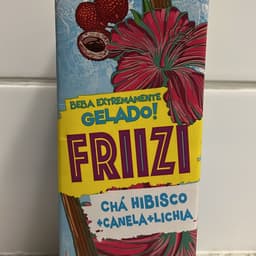 BEBA EXTREMAMENTE
GELADO!
FRIIZI
CHÁ HIBISCO
+CANELA+LICHIA